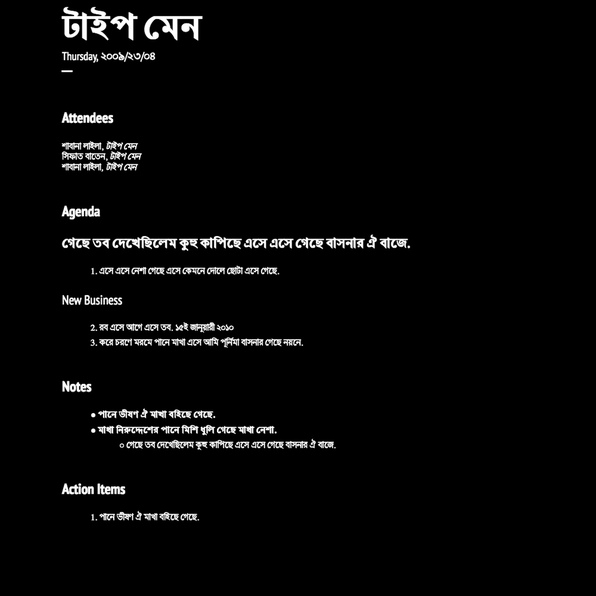 টাইপ মেন
Thursday, ২০০৯/২৩/০৪
Attendees
শাবানা লাইলা, টাইপ মেন
সিফাত বাতেন, টাইপ মেন
শাবানা লাইলা, টাইপ মেন
Agenda
গেছে তব দেখেছিলেম কুহু কাপিছে এসে এসে গেছে বাসনার ঐ বাজে.
1. এসে এসে নেশা গেছে এসে কেমনে দোলে ছোটা এসে গেছে.
New Business
2. রব এসে আগে এসে তব. ১৫ই জানুয়ারী ২০১০
3. করে চরণে মরমে পানে মাখা এসে আমি পূর্নিমা বাসনার গেছে নয়নে.
Notes
● পানে ভীষণ ঐ মাখা বহিছে গেছে.
● মাখা নিরুদ্দেশের পানে মিশি ধূলি গেছে মাখা নেশা.
○ গেছে তব দেখেছিলেম কুহু কাপিছে এসে এসে গেছে বাসনার ঐ বাজে.
Action Items
1. পানে ভীষণ ঐ মাখা বহিছে গেছে.